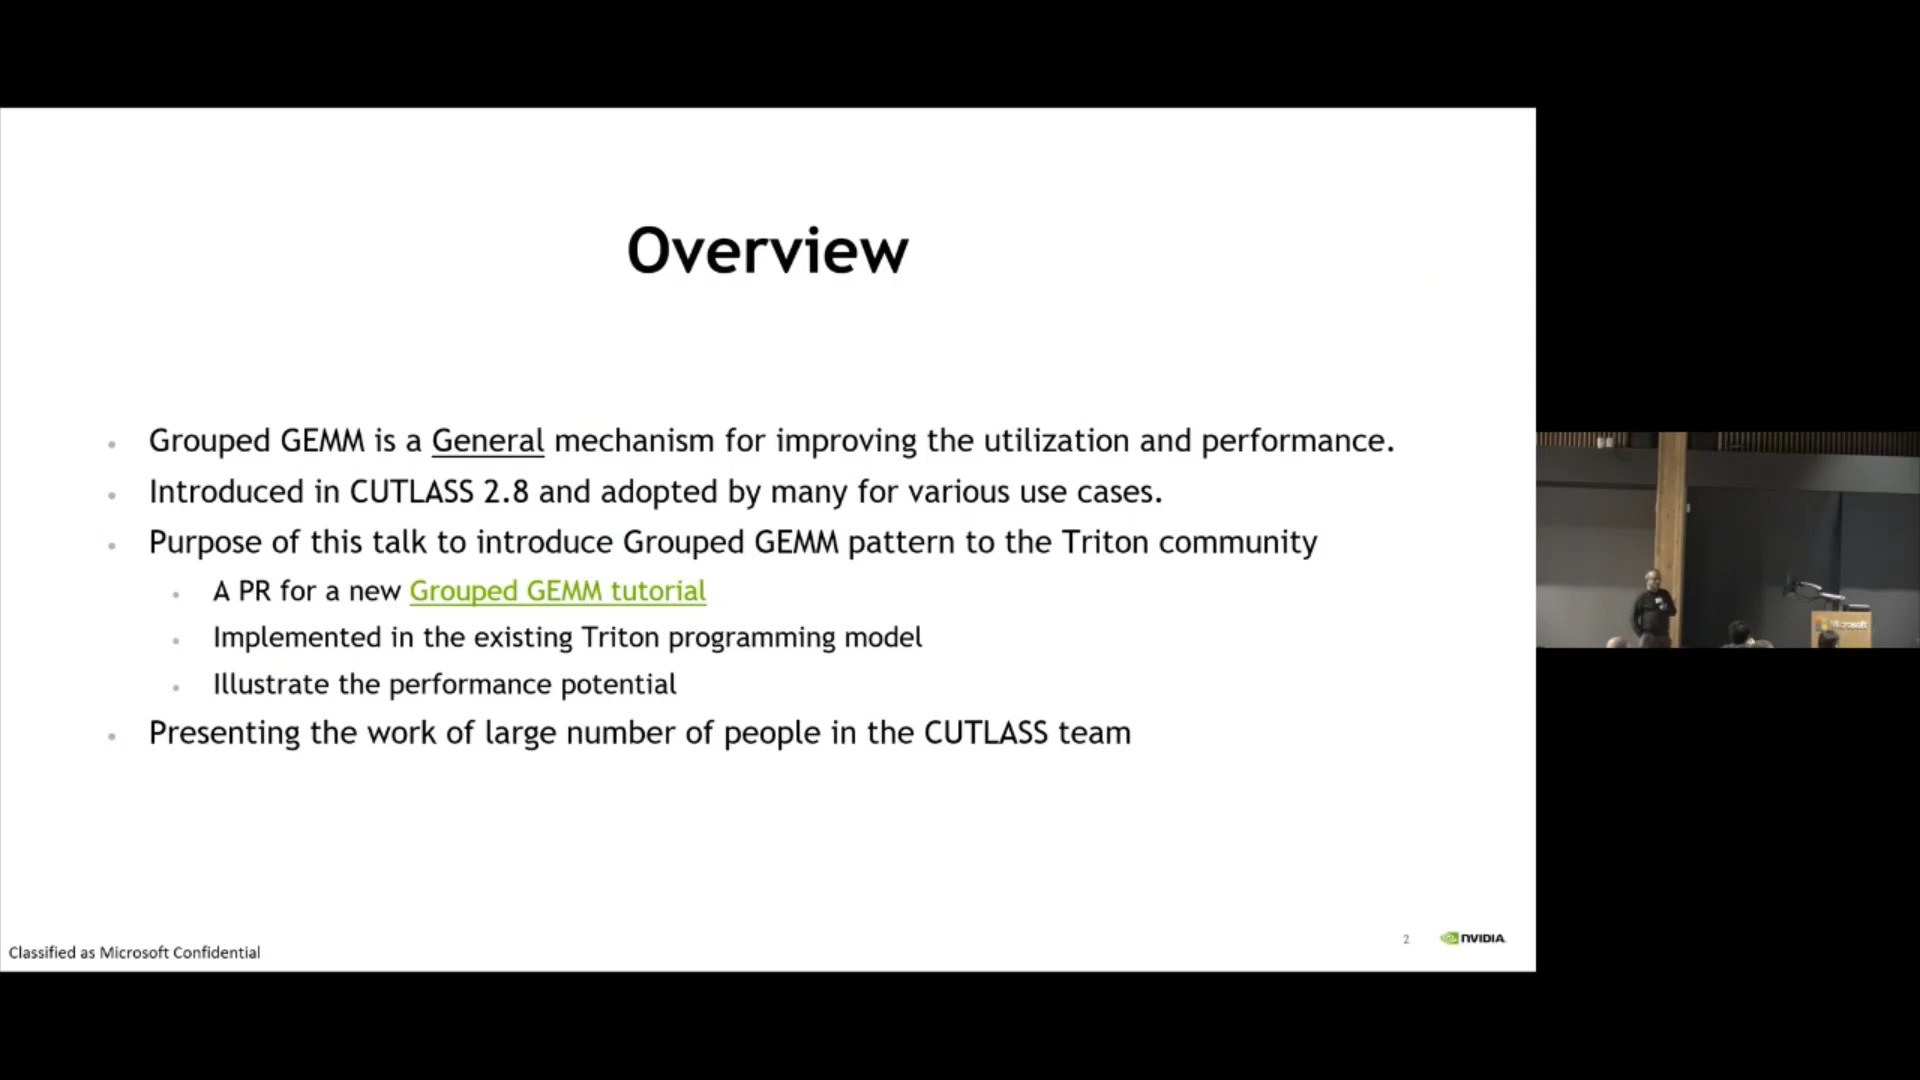 Overview
Grouped GEMM is a General mechanism for improving the utilization and performance.
Introduced in CUTLASS 2.8 and adopted by many for various use cases.
Purpose of this talk to introduce Grouped GEMM pattern to the Triton community
A PR for a new Grouped GEMM tutorial
Implemented in the existing Triton programming model
Illustrate the performance potential
Presenting the work of large number of people in the CUTLASS team
Classified as Microsoft Confidential
2
NVIDIA
Microsoft